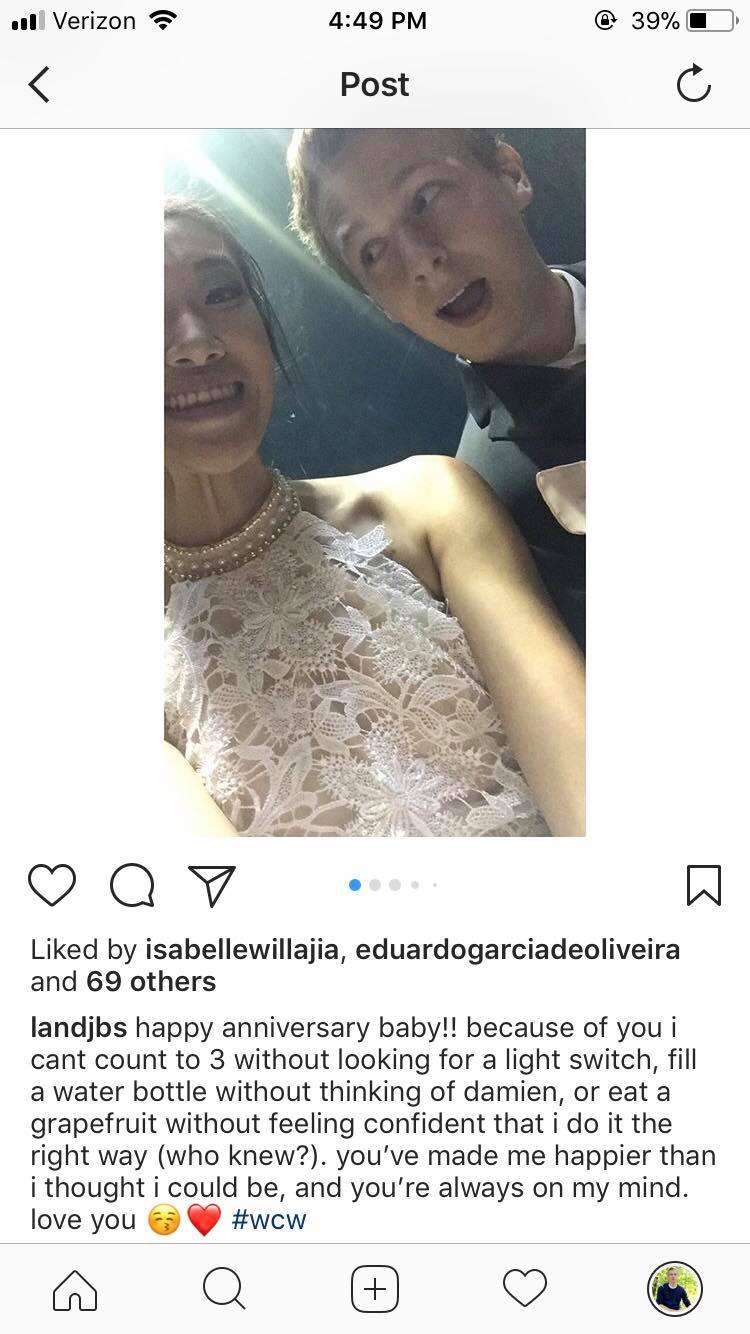 Verizon 4:49 PM 39%
Post
Liked by isabellewillajia, eduardogarciadeoliveira
and 69 others
landjbs happy anniversary baby!! because of you i
cant count to 3 without looking for a light switch, fill
a water bottle without thinking of damien, or eat a
grapefruit without feeling confident that i do it the
right way (who knew?). you’ve made me happier than
i thought i could be, and you’re always on my mind.
love you 😚❤️ #wcw